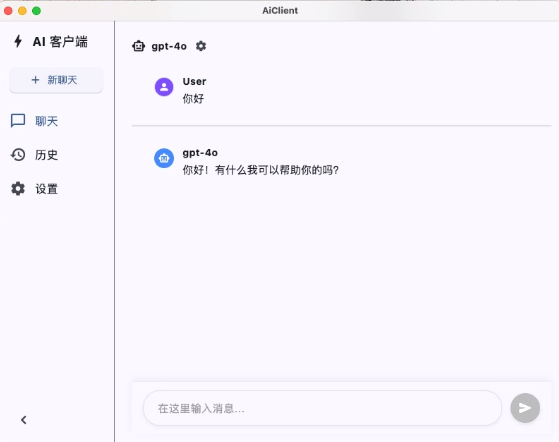 AiClient
AI 客户端
+ 新聊天
聊天
历史
设置
gpt-4o
User
你好
gpt-4o
你好！有什么我可以帮助你的吗?
在这里输入消息...